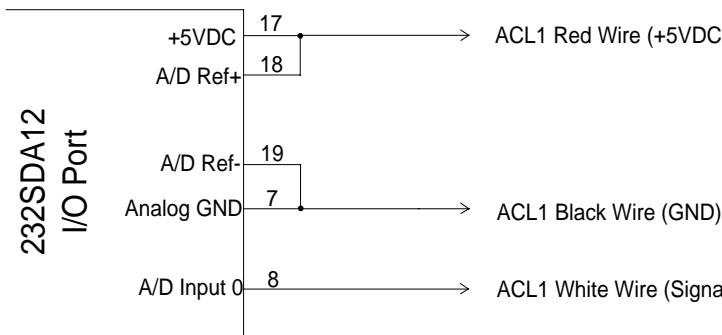 232SDA12
I/O Port
+5VDC 17 ACL1 Red Wire (+5VDC
A/D Ref+ 18
A/D Ref- 19
Analog GND 7 ACL1 Black Wire (GND)
A/D Input 0 8 ACL1 White Wire (Signa